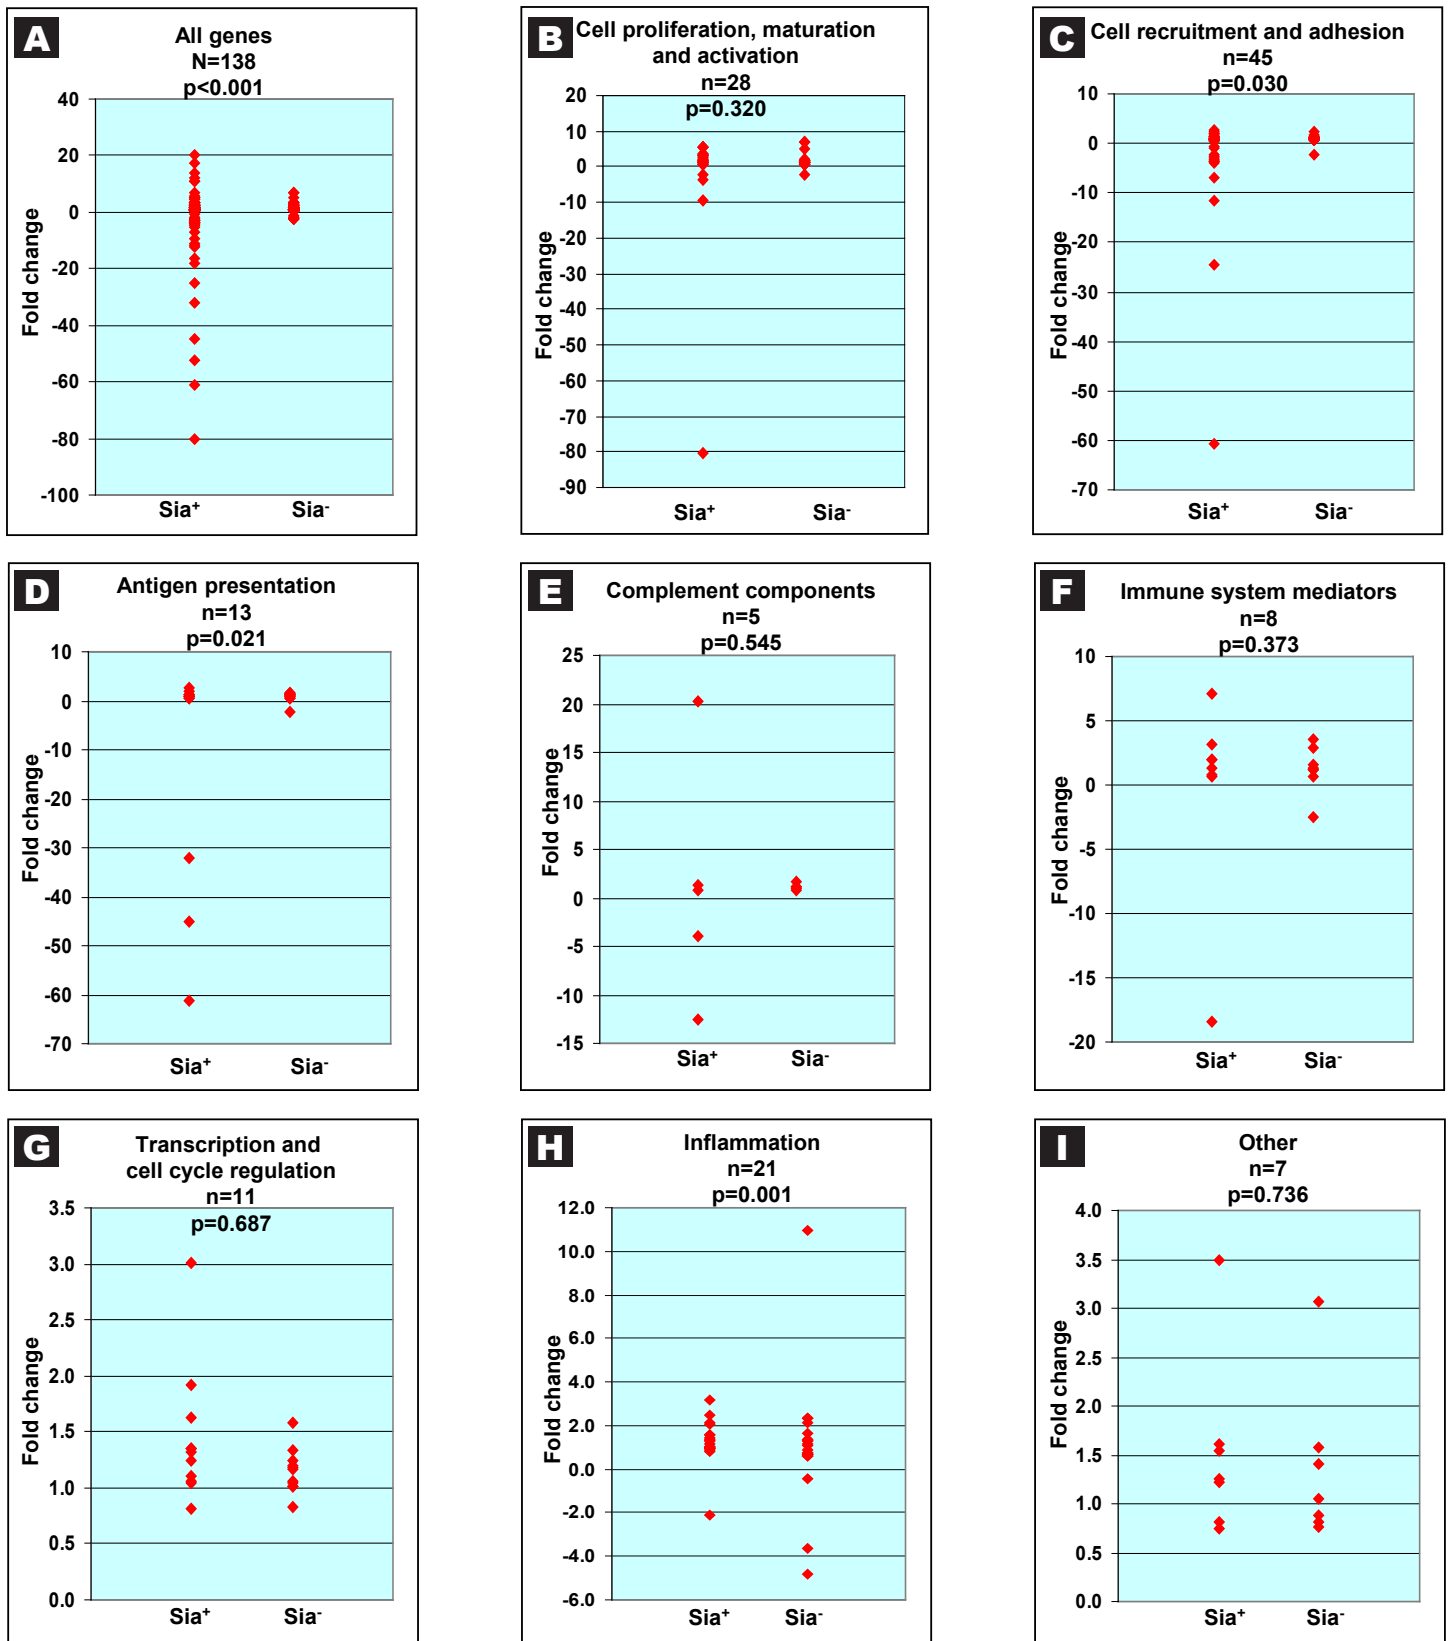 A
All genes
N=138
p<0.001
40
20
0
-20
-40
-60
-80
-100
Fold change
Sia⁺ Sia⁻
B
Cell proliferation, maturation
and activation
n=28
p=0.320
20
10
0
-10
-20
-30
-40
-50
-60
-70
-80
-90
Fold change
Sia⁺ Sia⁻
C
Cell recruitment and adhesion
n=45
p=0.030
10
0
-10
-20
-30
-40
-50
-60
-70
Fold change
Sia⁺ Sia⁻
D
Antigen presentation
n=13
p=0.021
10
0
-10
-20
-30
-40
-50
-60
-70
Fold change
Sia⁺ Sia⁻
E
Complement components
n=5
p=0.545
25
20
15
10
5
0
-5
-10
-15
Fold change
Sia⁺ Sia⁻
F
Immune system mediators
n=8
p=0.373
10
5
0
-5
-10
-15
-20
Fold change
Sia⁺ Sia⁻
G
Transcription and
cell cycle regulation
n=11
p=0.687
3.5
3.0
2.5
2.0
1.5
1.0
0.5
0.0
Fold change
Sia⁺ Sia⁻
H
Inflammation
n=21
p=0.001
12.0
10.0
8.0
6.0
4.0
2.0
0.0
-2.0
-4.0
-6.0
Fold change
Sia⁺ Sia⁻
I
Other
n=7
p=0.736
4.0
3.5
3.0
2.5
2.0
1.5
1.0
0.5
0.0
Fold change
Sia⁺ Sia⁻